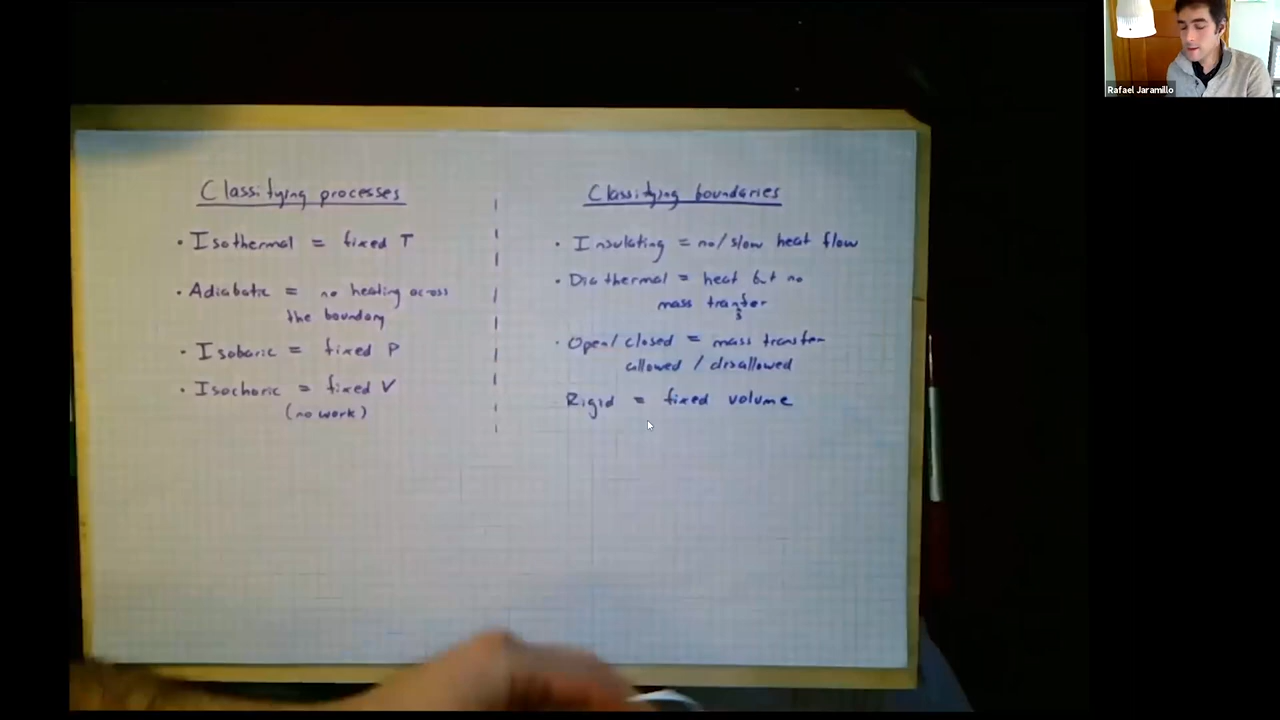 Rafael Jaramillo
Classifying processes
• Isothermal = fixed T
• Adiabatic = no heating across
the boundary
• Isobaric = fixed P
• Isochoric = fixed V
(no work)
Classifying boundaries
• Insulating = no/slow heat flow
• Diathermal = heat but no
mass transfer
s
• Open/closed = mass transfer
allowed / disallowed
Rigid = fixed volume